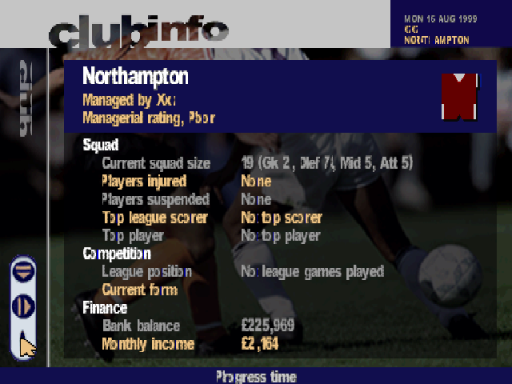 clubinfo
MON 16 AUG 1999
GG
NORTHAMPTON
club
Northampton
Managed by Xx:
Managerial rating, Poor
Squad
Current squad size 19 (Gk 2, Def 7, Mid 5, Att 5)
Players injured None
Players suspended None
Top league scorer No top scorer
Top player No top player
Competition
League position No league games played
Current form
Finance
Bank balance £225,969
Monthly income £2,164
Progress time